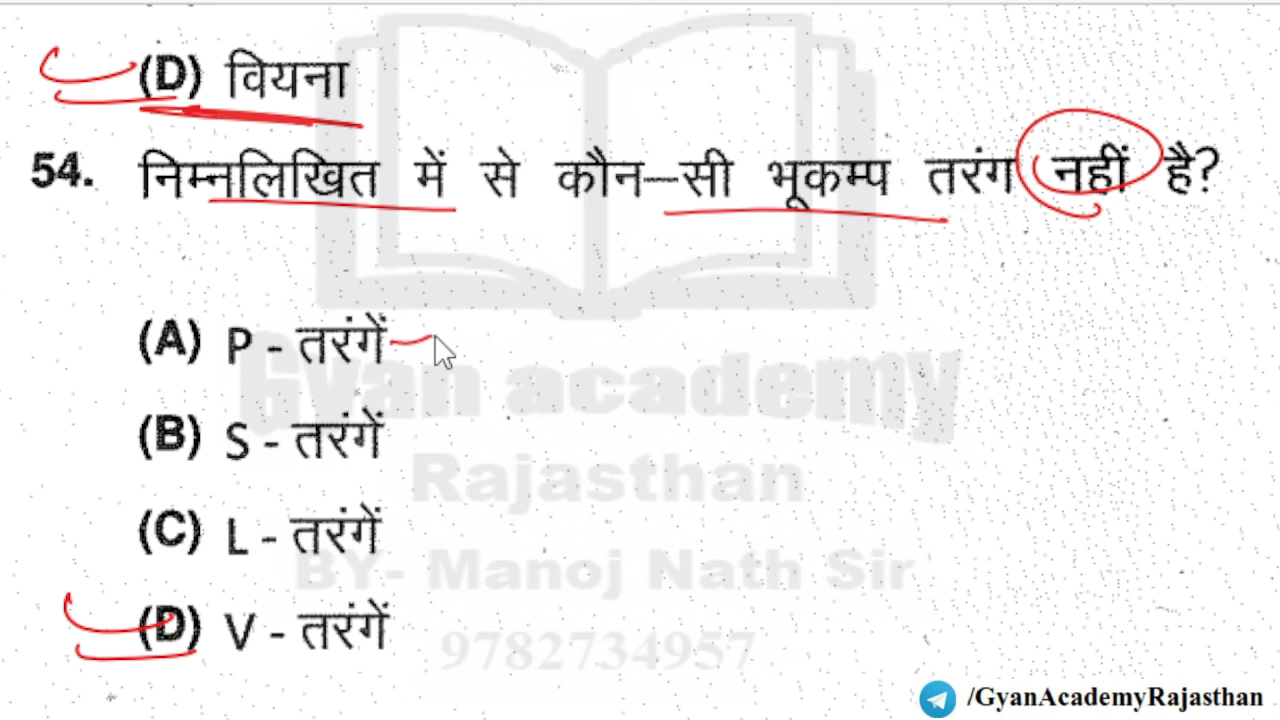 (D) वियना
54. निम्नलिखित में से कौन–सी भूकम्प तरंग नहीं है?
(A) P - तरंगें
Gyan academy
(B) S - तरंगें
Rajasthan
(C) L - तरंगें
BY- Manoj Nath Sir
(D) V - तरंगें
9782734957
/GyanAcademyRajasthan